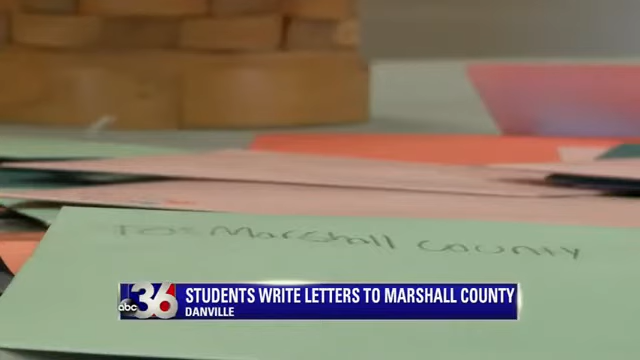 To: Marshall County
abc 36
STUDENTS WRITE LETTERS TO MARSHALL COUNTY
DANVILLE